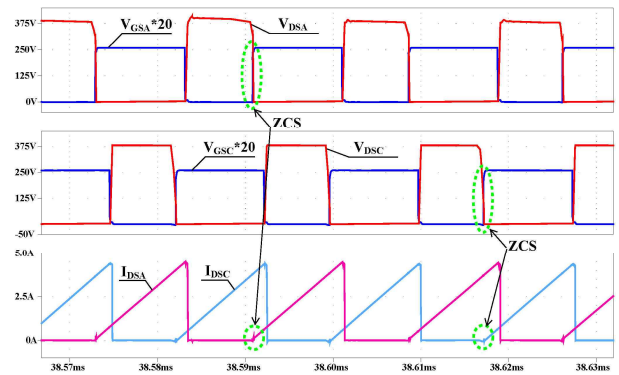 V_GSA*20 V_DSA
375V
250V
125V
0V
ZCS
V_GSC*20 V_DSC
375V
250V
125V
-50V
5.0A
ZCS
I_DSA I_DSC
2.5A
0A
38.57ms 38.58ms 38.59ms 38.60ms 38.61ms 38.62ms 38.63ms